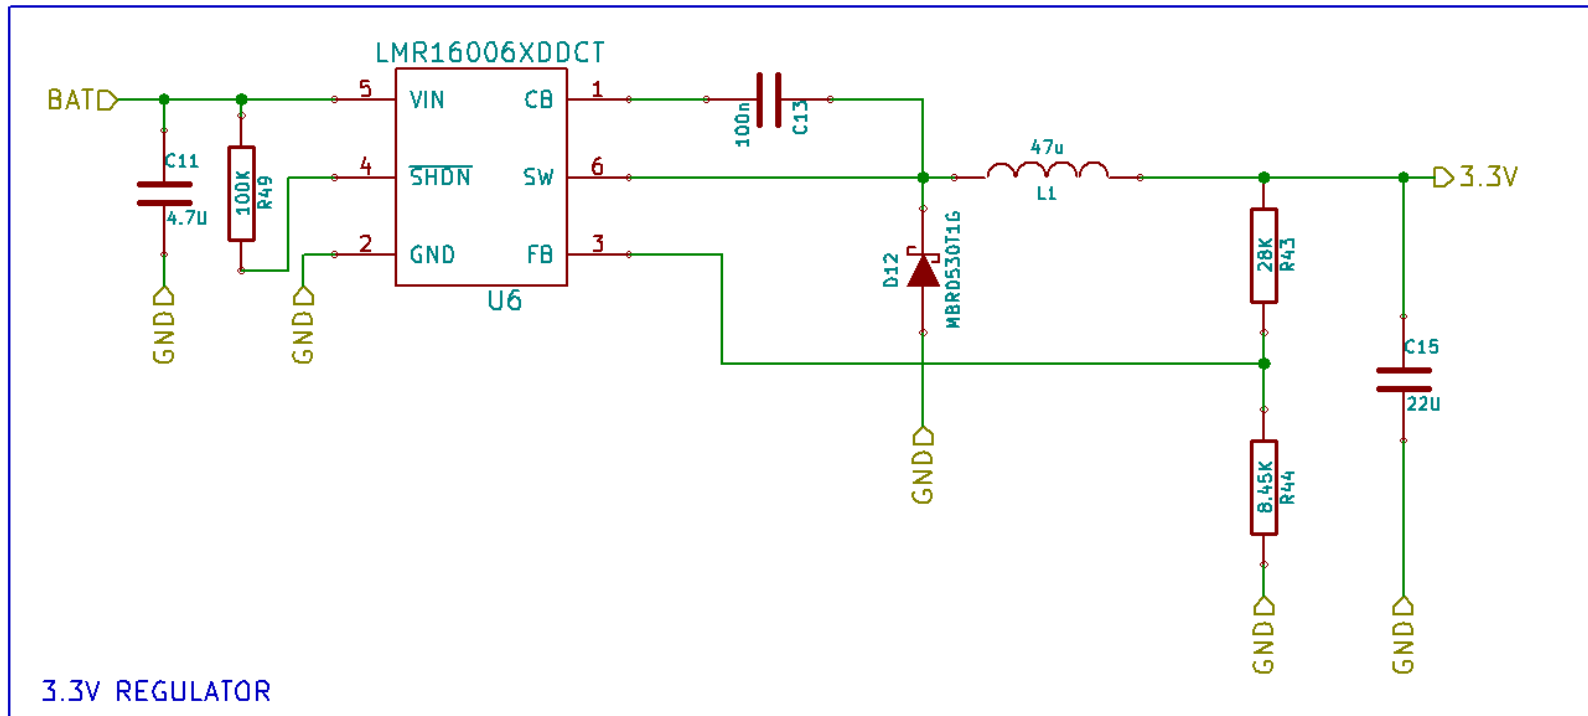 LMR16006XDDCT
BAT
5
VIN
CB
1
100n
C13
C11
4.7U
100K
R49
4
SHDN
SW
6
47u
L1
3.3V
2
GND
FB
3
U6
D12
MBRD530T1G
28K
R43
C15
22U
GND
GND
GND
8.45K
R44
GND
GND
3.3V REGULATOR